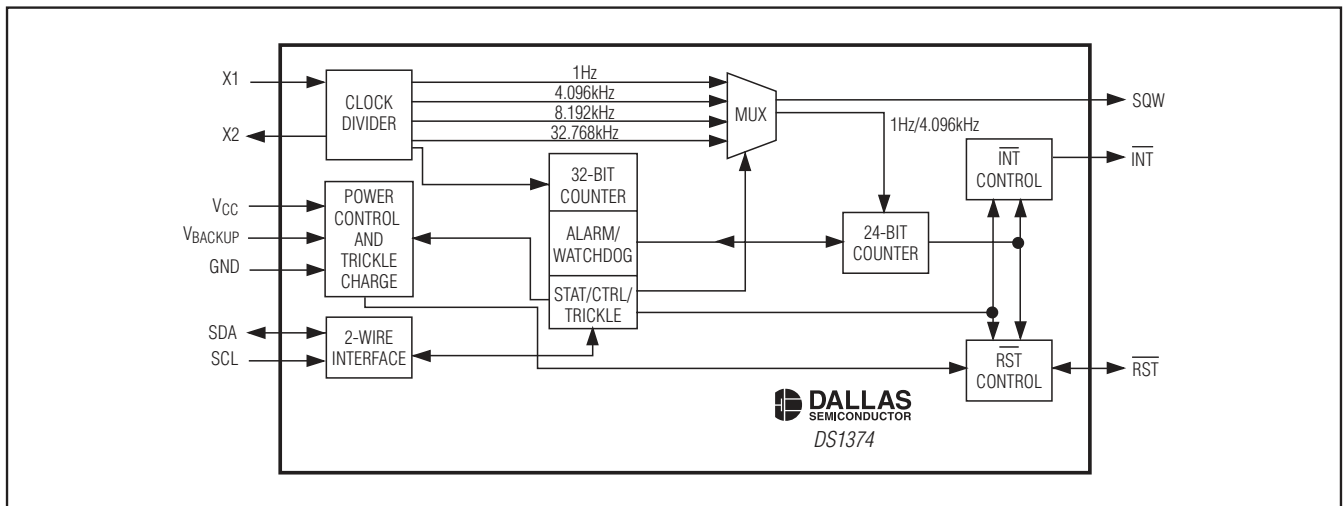 X1
X2
VCC
VBACKUP
GND
SDA
SCL
CLOCK
DIVIDER
1Hz
4.096kHz
8.192kHz
32.768kHz
MUX
SQW
1Hz/4.096kHz
INT
CONTROL
INT
POWER
CONTROL
AND
TRICKLE
CHARGE
32-BIT
COUNTER
ALARM/
WATCHDOG
STAT/CTRL/
TRICKLE
24-BIT
COUNTER
2-WIRE
INTERFACE
RST
CONTROL
RST
DALLAS
SEMICONDUCTOR
DS1374